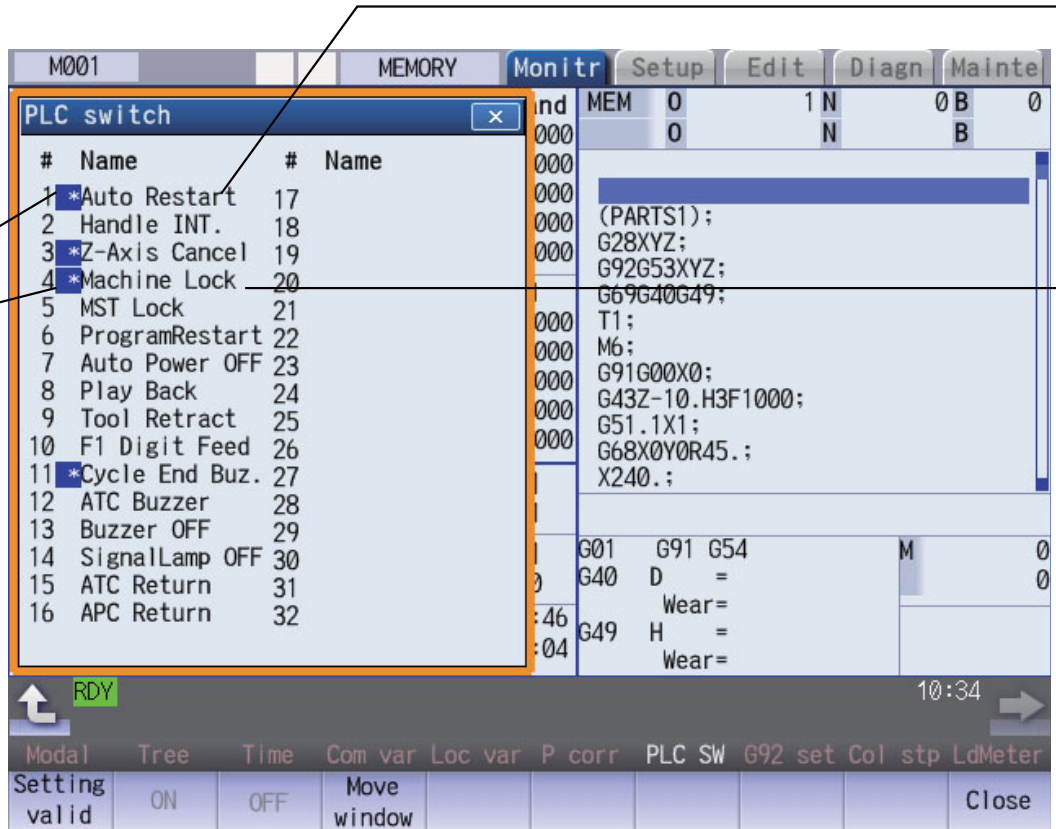 M001 MEMORY Monitr Setup Edit Diagn Mainte
PLC switch ×
# Name # Name
1 *Auto Restart 17
2 Handle INT. 18
3 *Z-Axis Cancel 19
4 *Machine Lock 20
5 MST Lock 21
6 ProgramRestart 22
7 Auto Power OFF 23
8 Play Back 24
9 Tool Retract 25
10 F1 Digit Feed 26
11 *Cycle End Buz. 27
12 ATC Buzzer 28
13 Buzzer OFF 29
14 SignalLamp OFF 30
15 ATC Return 31
16 APC Return 32
and
000
000
000
000
000
000
000
000
000
000
:46
:04
MEM O 1 N 0 B 0
O N B
(PARTS1);
G28XYZ;
G92G53XYZ;
G69G40G49;
T1;
M6;
G91G00X0;
G43Z-10.H3F1000;
G51.1X1;
G68X0Y0R45.;
X240.;
G01 G91 G54 M 0
G40 D = 0
Wear=
G49 H =
Wear=
RDY 10:34
Modal Tree Time Com var Loc var P corr PLC SW G92 set Col stp LdMeter
Setting valid ON OFF Move window Close